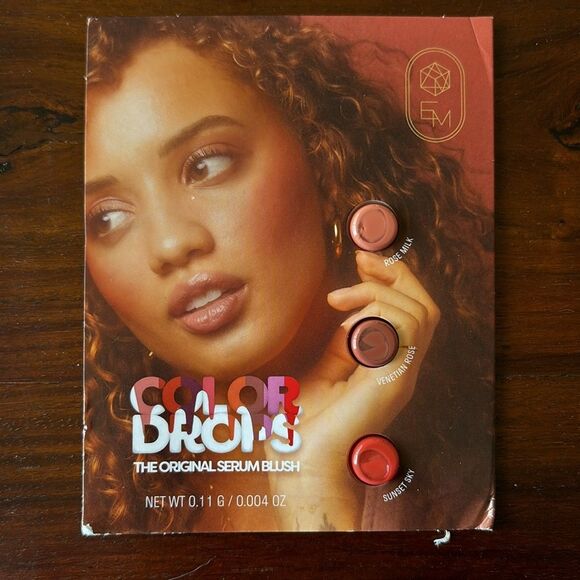 EM
ROSE MILK
VENETIAN ROSE
COLOR
DROPS
THE ORIGINAL SERUM BLUSH
SUNSET SKY
NET WT 0.11 G / 0.004 OZ